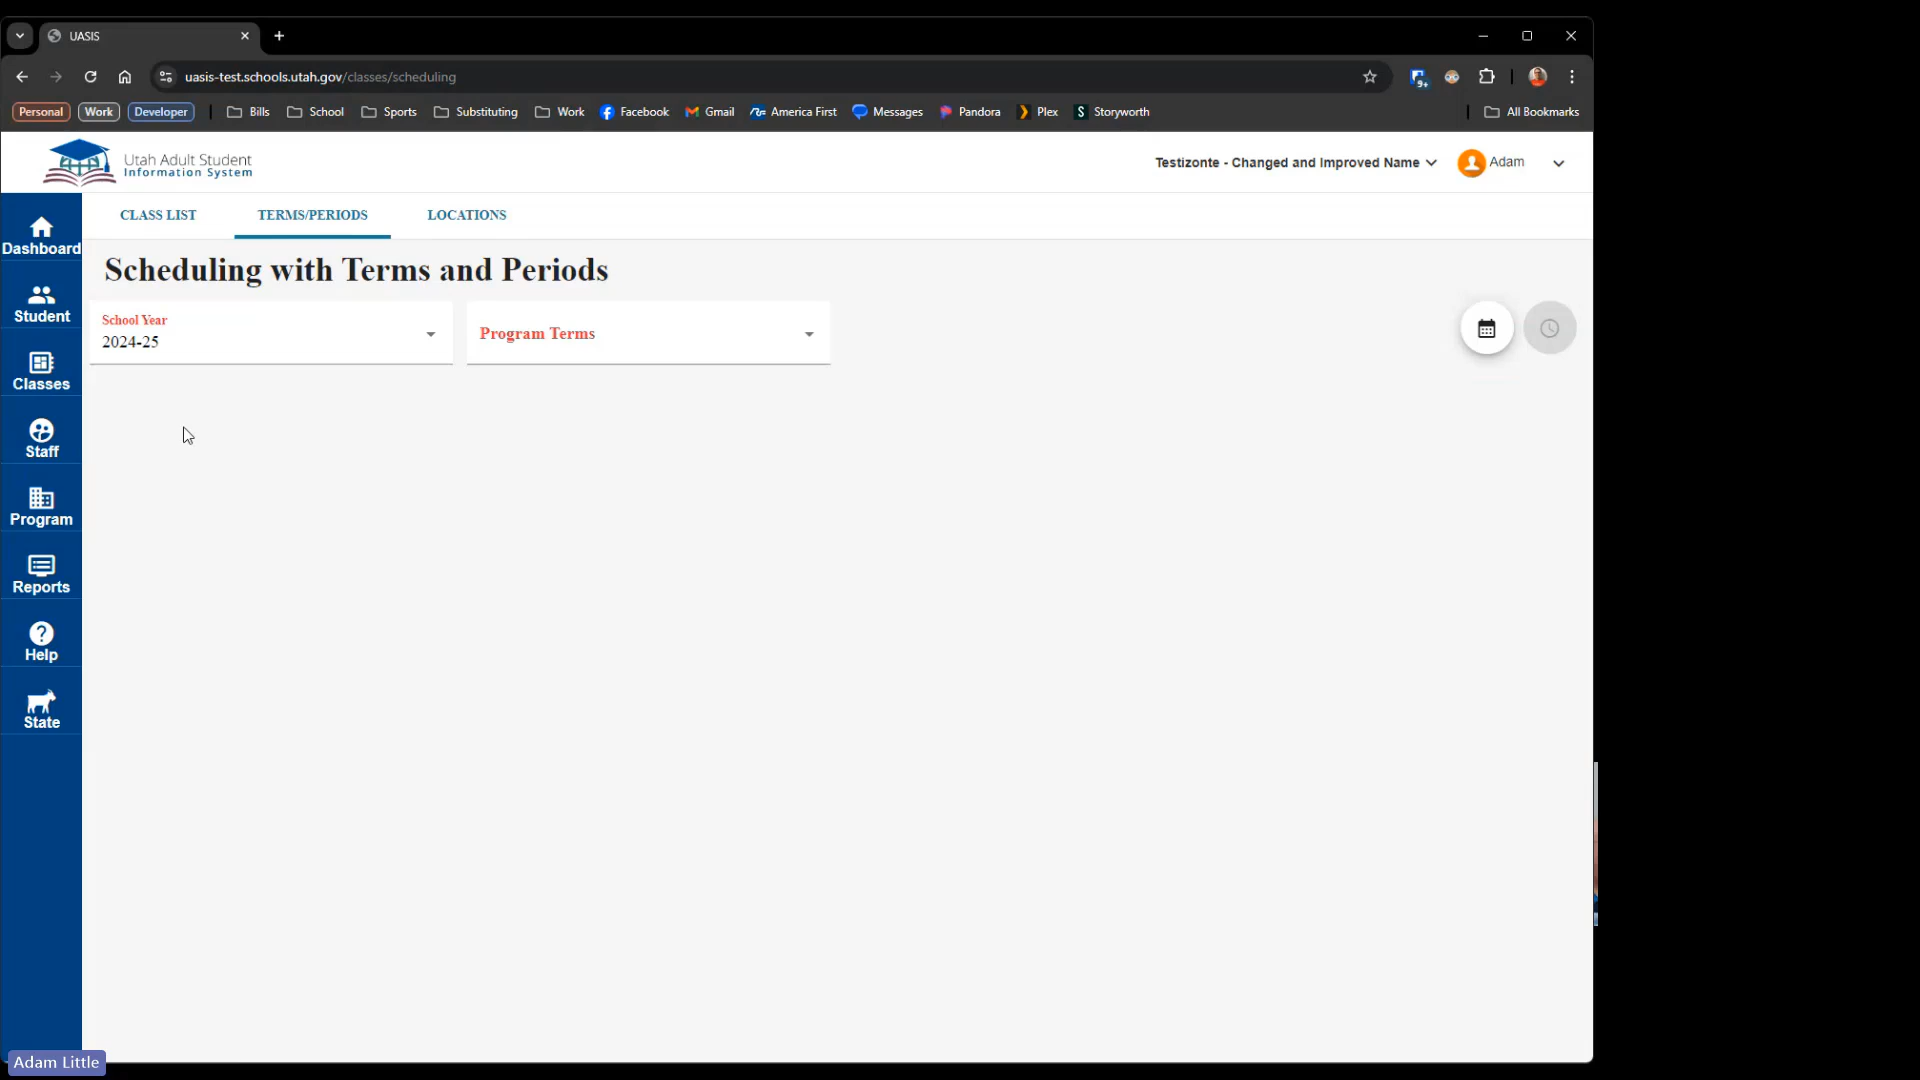 UASIS
uasis-test.schools.utah.gov/classes/scheduling
9+
Personal Work Developer Bills School Sports Substituting Work Facebook Gmail America First Messages Pandora Plex Storyworth All Bookmarks
Utah Adult Student
Information System
Testizonte - Changed and Improved Name Adam
CLASS LIST TERMS/PERIODS LOCATIONS
Dashboard
Student
Classes
Staff
Program
Reports
Help
State
Scheduling with Terms and Periods
School Year
2024-25
Program Terms
Adam Little